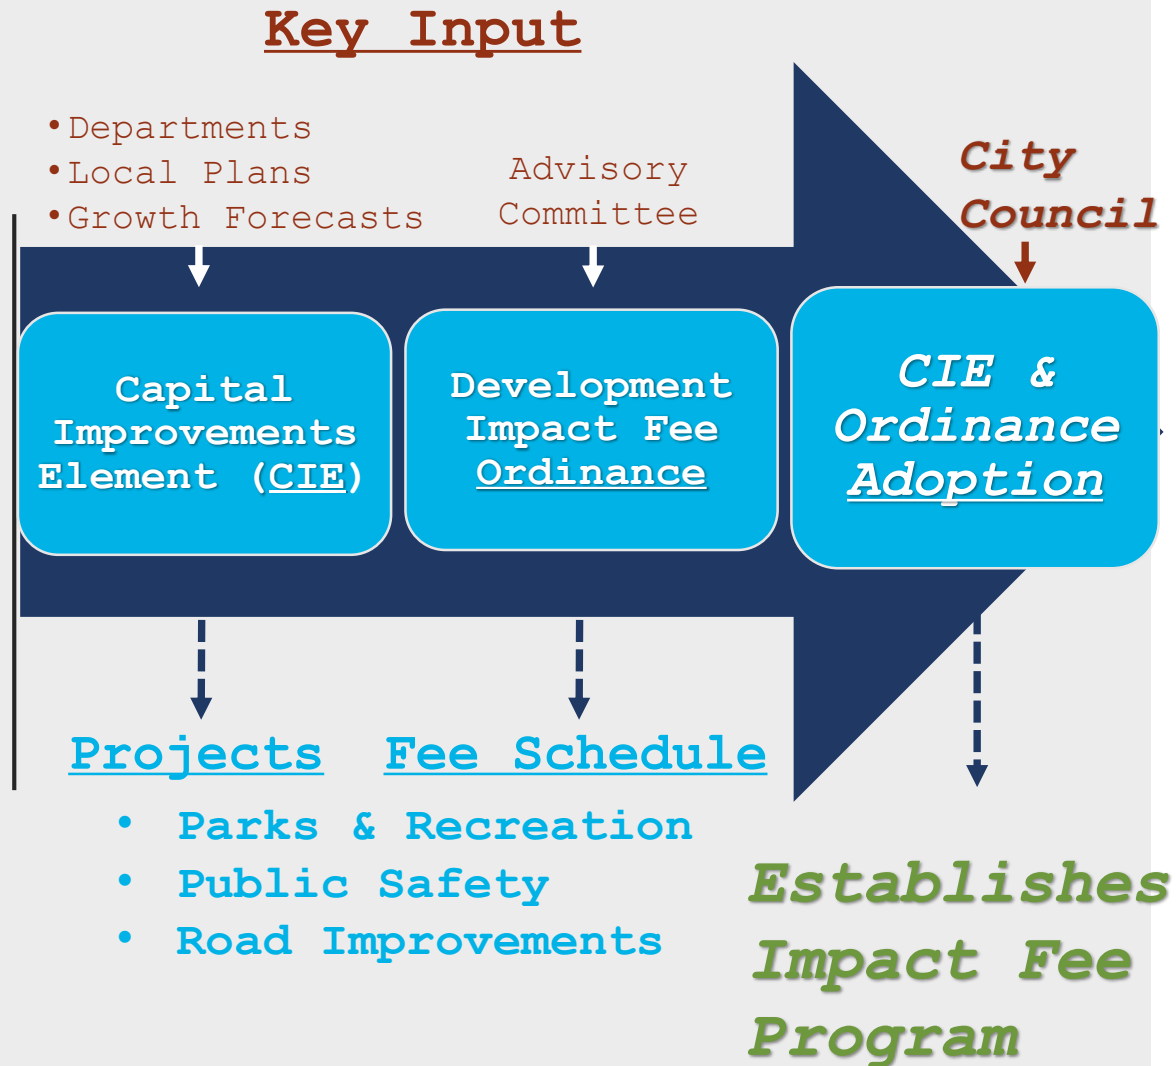 Key Input
•Departments
•Local Plans
•Growth Forecasts
Advisory
Committee
City
Council
Capital
Improvements
Element (CIE)
Development
Impact Fee
Ordinance
CIE &
Ordinance
Adoption
Projects
Fee Schedule
• Parks & Recreation
• Public Safety
• Road Improvements
Establishes
Impact Fee
Program